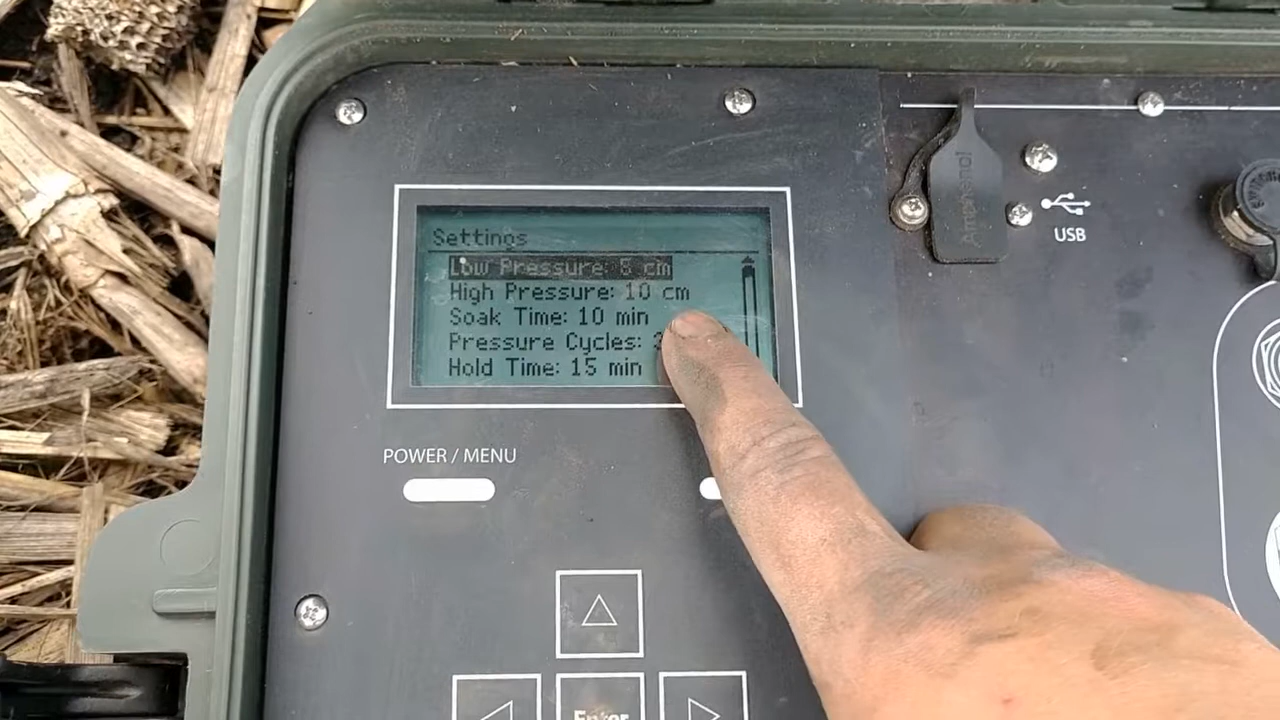 Settings
Low Pressure: 5 cm
High Pressure: 10 cm
Soak Time: 10 min
Pressure Cycles:
Hold Time: 15 min
POWER / MENU
Enter
Amphenol
USB